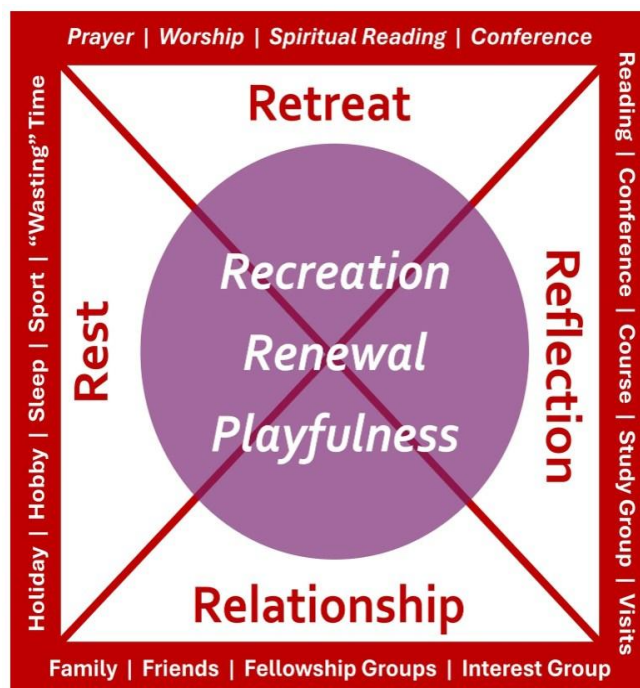 Prayer | Worship | Spiritual Reading | Conference
Retreat
Holiday | Hobby | Sleep | Sport | “Wasting” Time
Rest
Recreation
Renewal
Playfulness
Reflection
Reading | Conference | Course | Study Group | Visits
Relationship
Family | Friends | Fellowship Groups | Interest Group